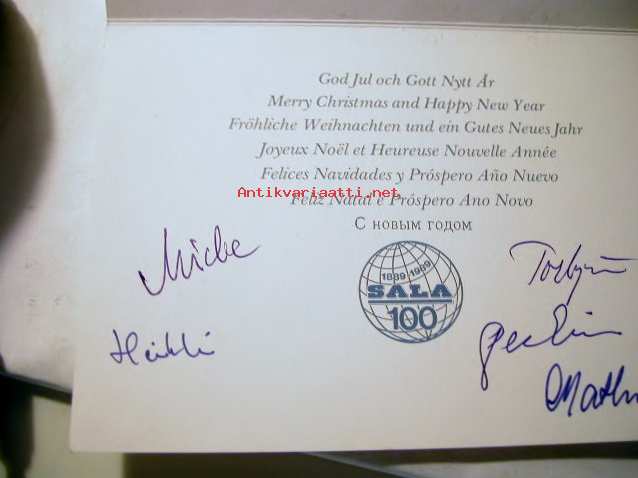 God Jul och Gott Nytt År
Merry Christmas and Happy New Year
Fröhliche Weihnachten und ein Gutes Neues Jahr
Joyeux Noël et Heureuse Nouvelle Année
Felices Navidades y Próspero Año Nuevo
Antikvariaatti.net
Feliz Natal e Próspero Ano Novo
С новым годом
1889-1989
SALA
100
Micke
Heikki